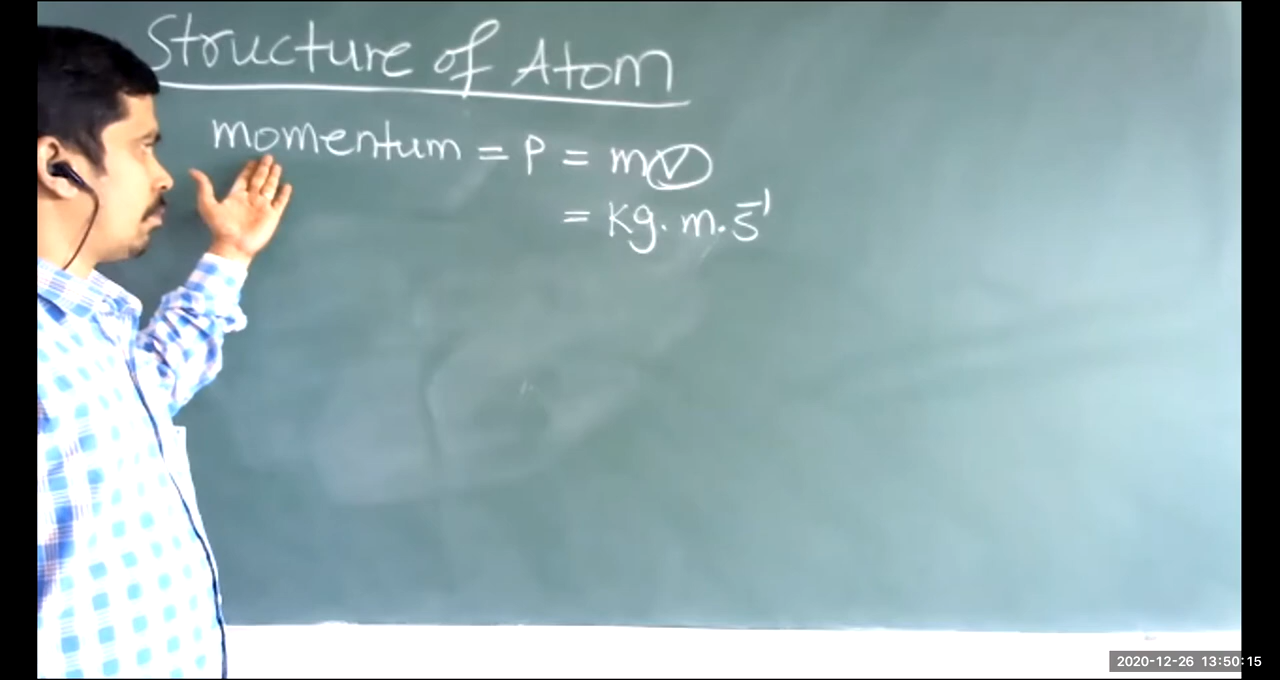 Structure of Atom
momentum = P = mv
= kg. m. s⁻¹
2020-12-26 13:50:15